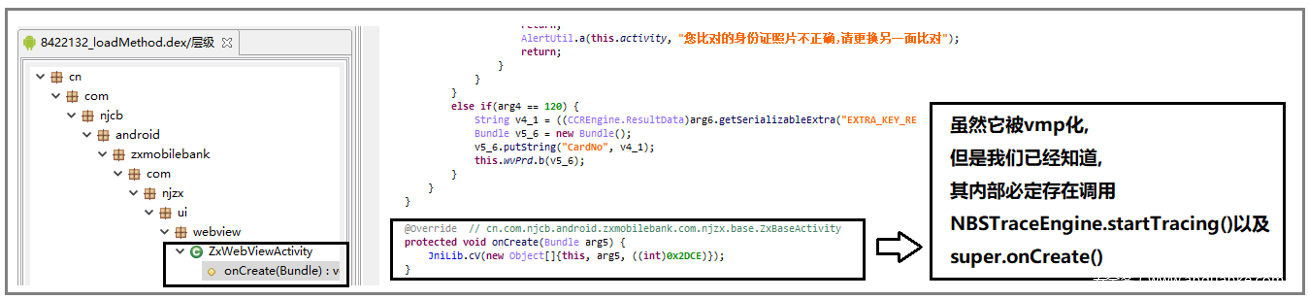 8422132_loadMethod.dex/层级
cn
com
njcb
android
zxmobilebank
com
njzx
ui
webview
ZxWebViewActivity
onCreate(Bundle) : v
return;
AlertUtil.a(this.activity, "您比对的身份证照片不正确,请更换另一面比对");
return;
}
}
}
else if(arg4 == 120) {
String v4_1 = ((CCREngine.ResultData)arg6.getSerializableExtra("EXTRA_KEY_RE
Bundle v5_6 = new Bundle();
v5_6.putString("CardNo", v4_1);
this.wvPrd.b(v5_6);
}
}
}
@Override // cn.com.njcb.android.zxmobilebank.com.njzx.base.ZxBaseActivity
protected void onCreate(Bundle arg5) {
JniLib.cV(new Object[]{this, arg5, ((int)0x2DCE)});
}
虽然它被vmp化,
但是我们已经知道,
其内部必定存在调用
NBSTraceEngine.startTracing()以及
super.onCreate()